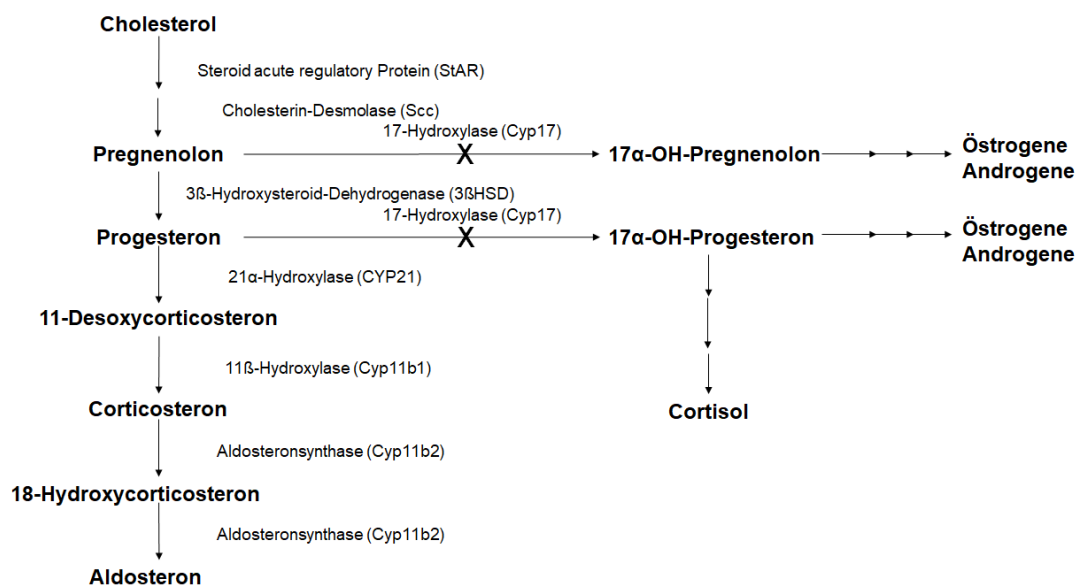 Cholesterol
Steroid acute regulatory Protein (StAR)
Cholesterin-Desmolase (Scc)
17-Hydroxylase (Cyp17)
Pregnenolon
X
17α-OH-Pregnenolon
Östrogene
Androgene
3ß-Hydroxysteroid-Dehydrogenase (3ßHSD)
17-Hydroxylase (Cyp17)
Progesteron
X
17α-OH-Progesteron
Östrogene
Androgene
21α-Hydroxylase (CYP21)
11-Desoxycorticosteron
11ß-Hydroxylase (Cyp11b1)
Corticosteron
Cortisol
Aldosteronsynthase (Cyp11b2)
18-Hydroxycorticosteron
Aldosteronsynthase (Cyp11b2)
Aldosteron